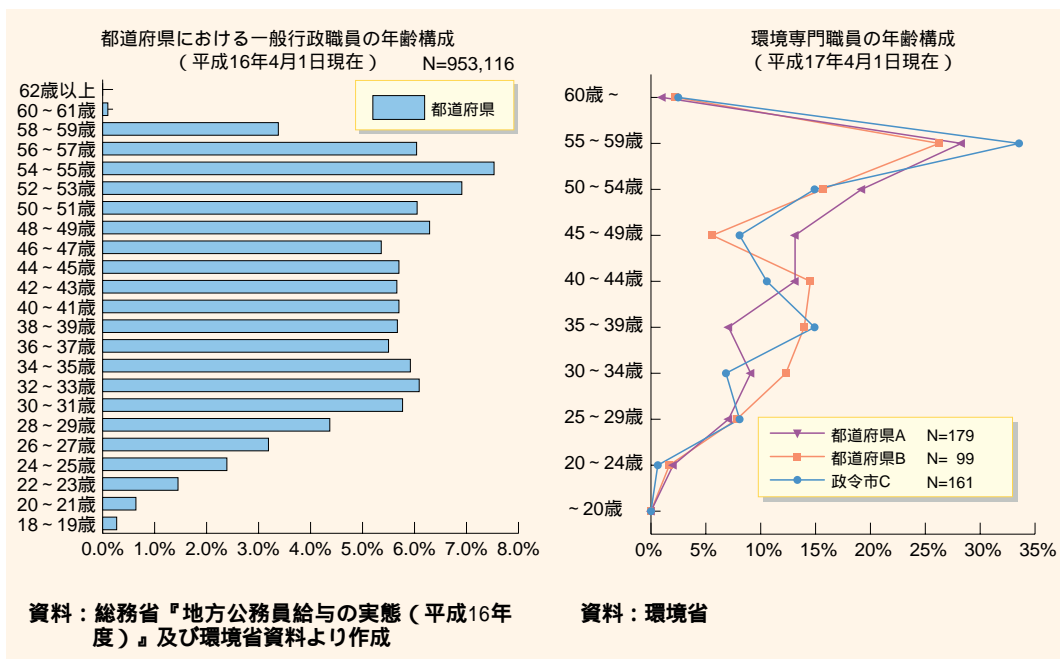 都道府県における一般行政職員の年齢構成
（平成16年4月1日現在）
N=953,116
都道府県
62歳以上
60～61歳
58～59歳
56～57歳
54～55歳
52～53歳
50～51歳
48～49歳
46～47歳
44～45歳
42～43歳
40～41歳
38～39歳
36～37歳
34～35歳
32～33歳
30～31歳
28～29歳
26～27歳
24～25歳
22～23歳
20～21歳
18～19歳
0.0% 1.0% 2.0% 3.0% 4.0% 5.0% 6.0% 7.0% 8.0%
資料：総務省『地方公務員給与の実態（平成16年
度）』及び環境省資料より作成
環境専門職員の年齢構成
（平成17年4月1日現在）
60歳～
55～59歳
50～54歳
45～49歳
40～44歳
35～39歳
30～34歳
25～29歳
20～24歳
～20歳
都道府県A N=179
都道府県B N= 99
政令市C N=161
0% 5% 10% 15% 20% 25% 30% 35%
資料：環境省